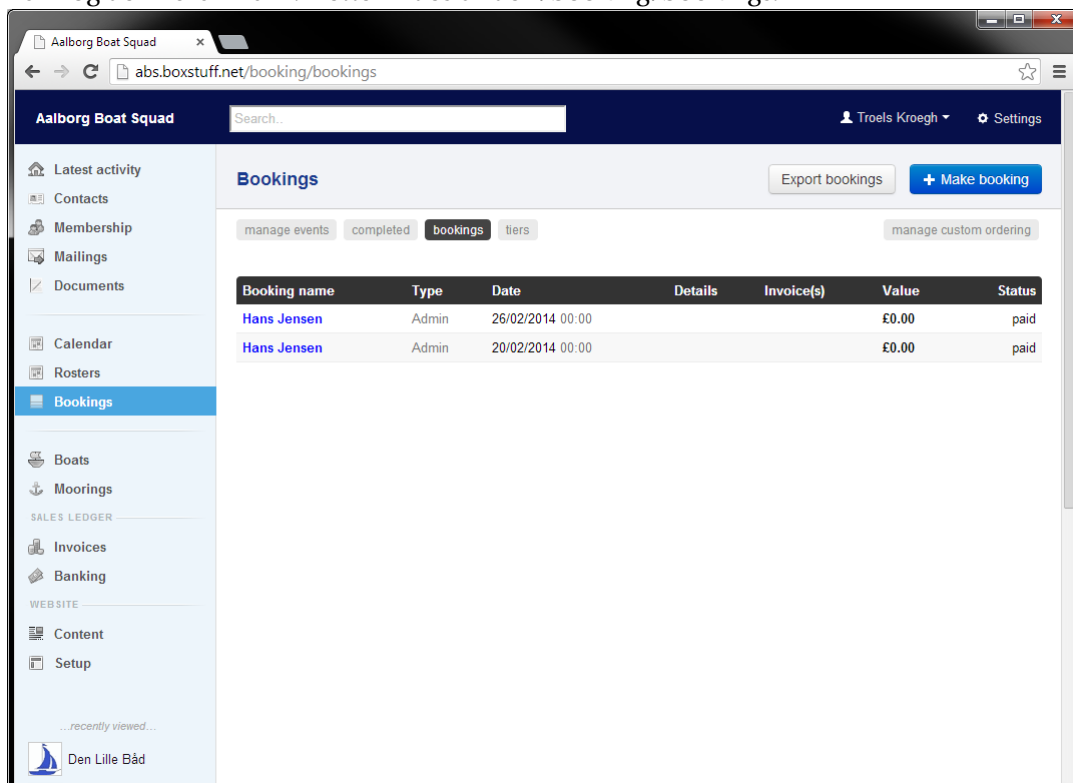 Aalborg Boat Squad
abs.boxstuff.net/booking/bookings
Aalborg Boat Squad
Search..
Troels Kroegh
Settings
Latest activity
Contacts
Membership
Mailings
Documents
Calendar
Rosters
Bookings
Boats
Moorings
SALES LEDGER
Invoices
Banking
WEBSITE
Content
Setup
...recently viewed...
Den Lille Båd
Bookings
Export bookings
+ Make booking
manage events completed bookings tiers
manage custom ordering
Booking name Type Date Details Invoice(s) Value Status
Hans Jensen Admin 26/02/2014 00:00 £0.00 paid
Hans Jensen Admin 20/02/2014 00:00 £0.00 paid